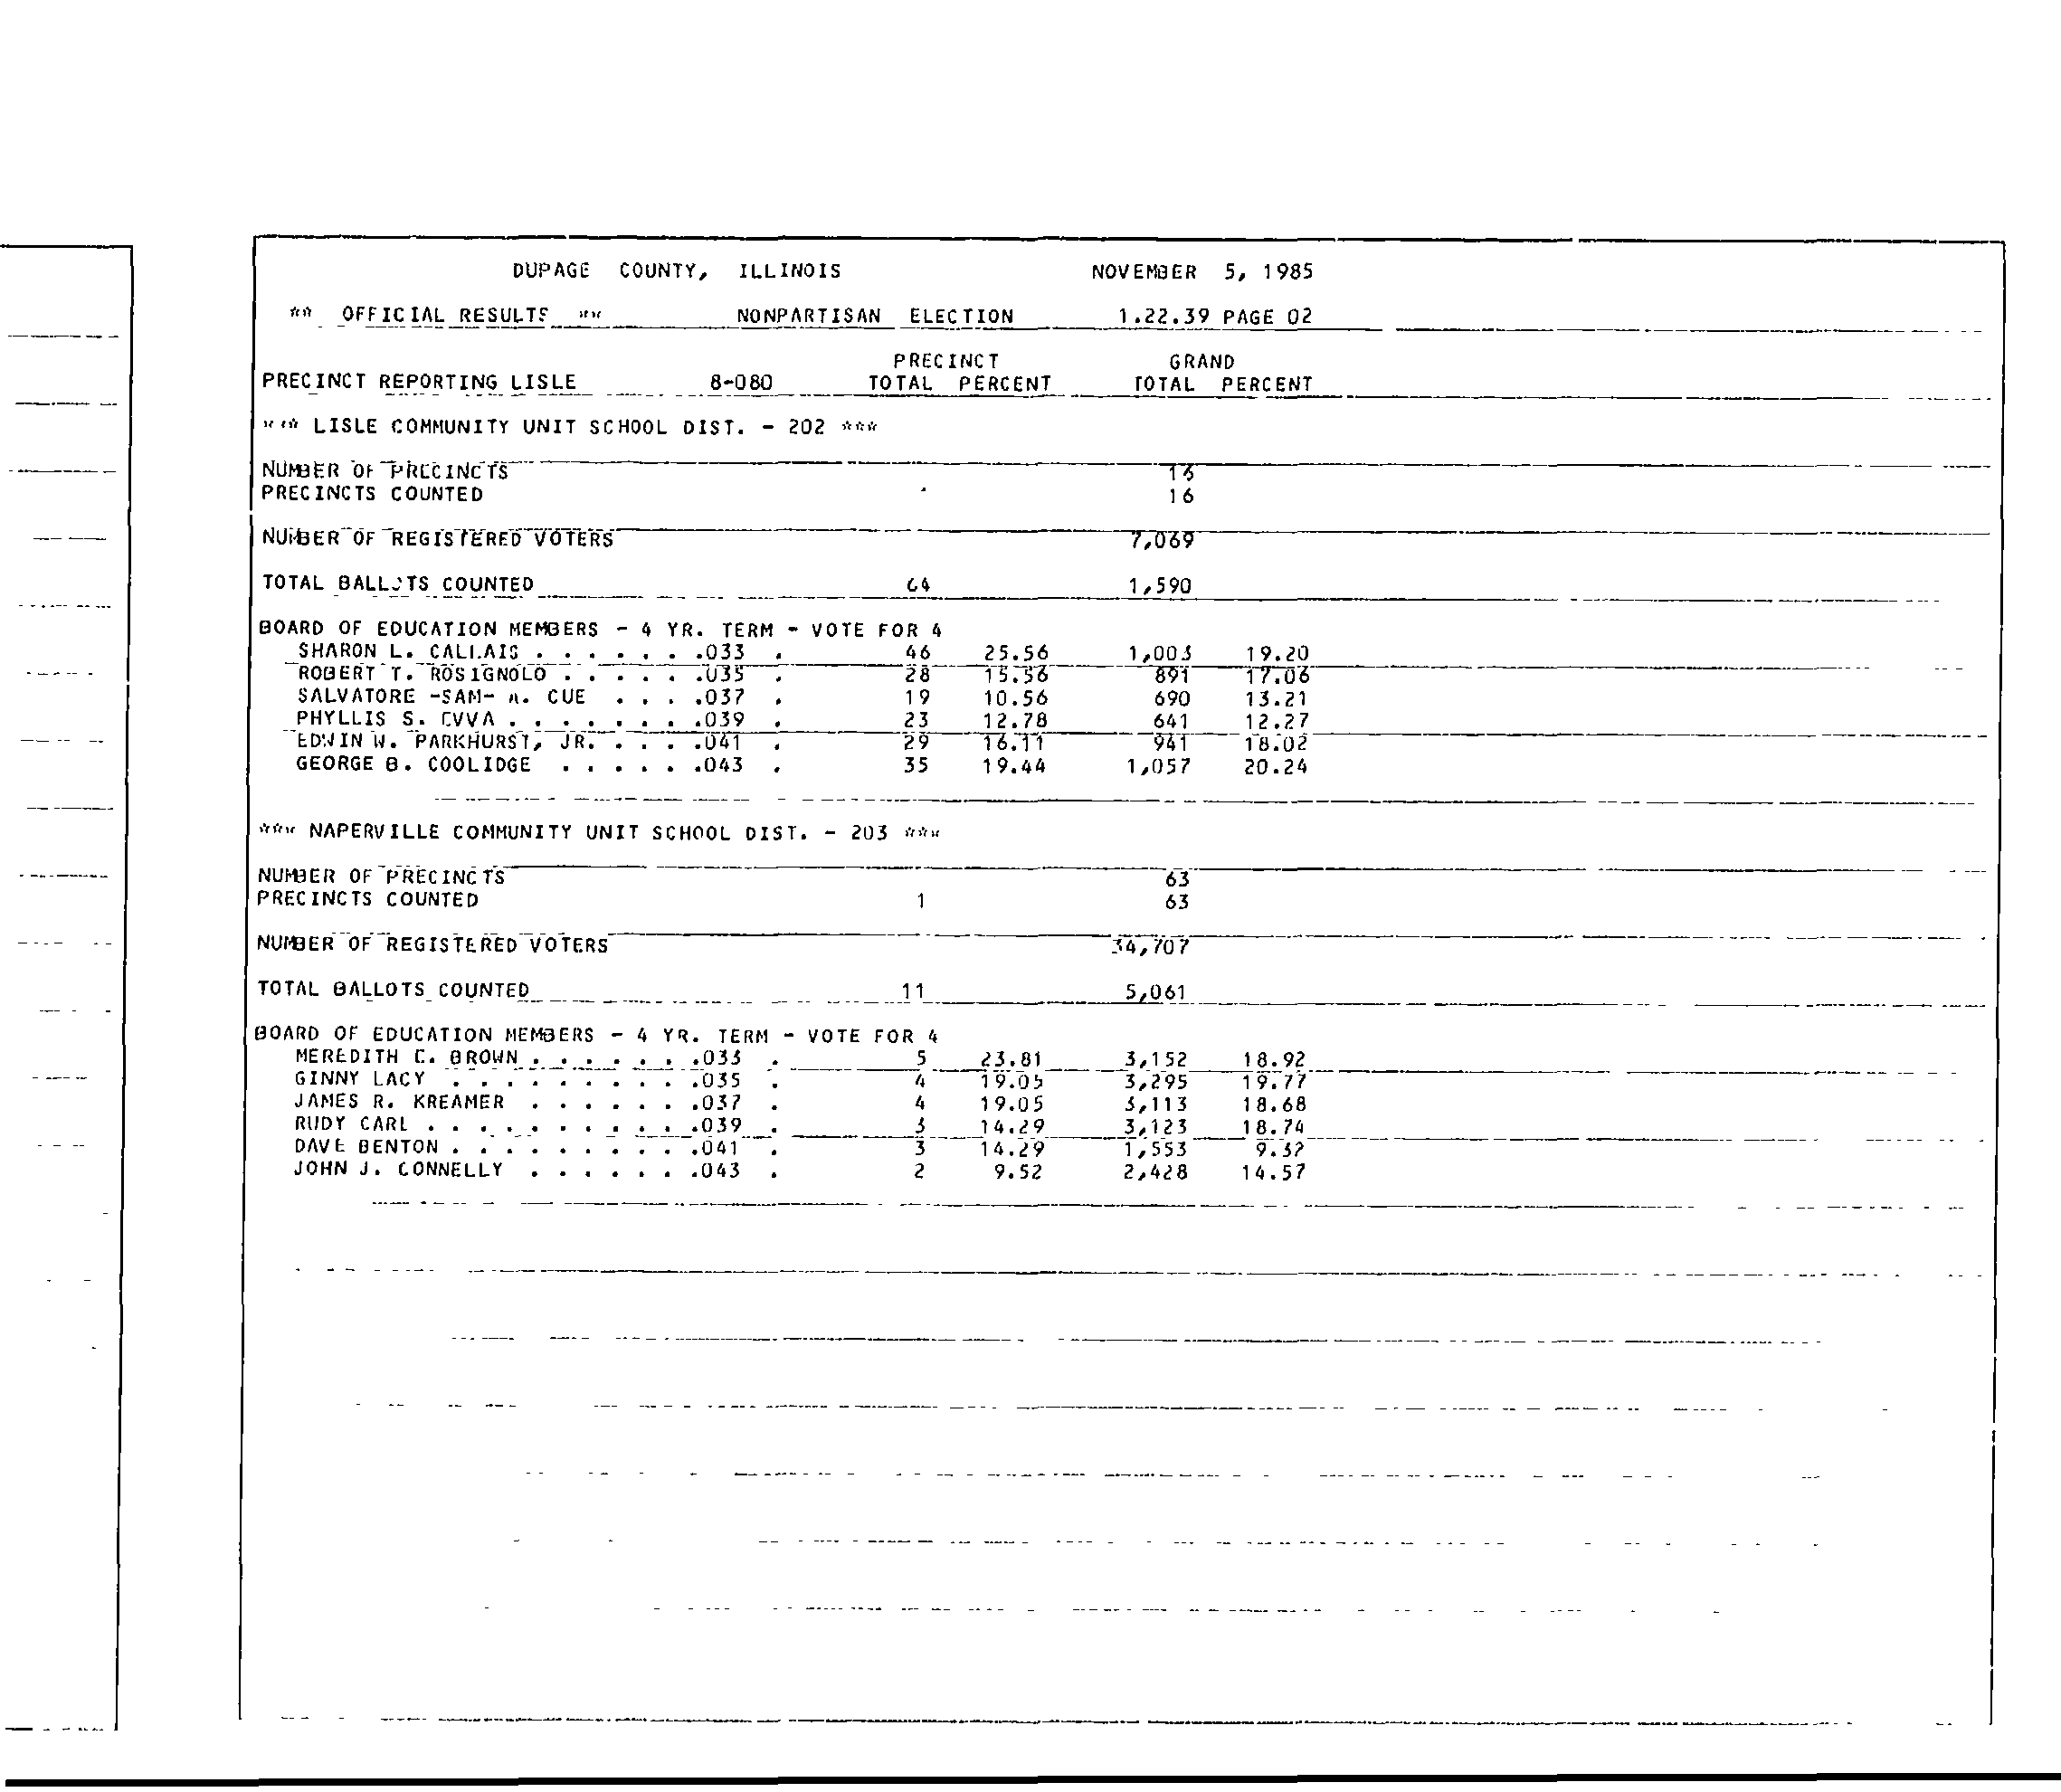 DUPAGE COUNTY, ILLINOIS NOVEMBER 5, 1985
** OFFICIAL RESULTS ** NONPARTISAN ELECTION 1.22.39 PAGE 02
PRECINCT GRAND
PRECINCT REPORTING LISLE 8-080 TOTAL PERCENT TOTAL PERCENT
*** LISLE COMMUNITY UNIT SCHOOL DIST. - 202 ***
NUMBER OF PRECINCTS 16
PRECINCTS COUNTED 16
NUMBER OF REGISTERED VOTERS 7,069
TOTAL BALLOTS COUNTED 64 1,590
BOARD OF EDUCATION MEMBERS - 4 YR. TERM - VOTE FOR 4
SHARON L. . . . . . . .033 . 46 25.56 1,003 19.20
ROBERT T. ROSIGNOLO . . . . . .035 . 28 15.56 891 17.06
SALVATORE -SAM- CUE . . . .037 . 19 10.56 690 13.21
PHYLLIS S. . . . . . . . .039 . 23 12.78 641 12.27
EDWIN W. PARKHURST, JR. . . . .041 . 29 16.11 941 18.02
GEORGE B. COOLIDGE . . . . . .043 . 35 19.44 1,057 20.24
*** NAPERVILLE COMMUNITY UNIT SCHOOL DIST. - 203 ***
NUMBER OF PRECINCTS 63
PRECINCTS COUNTED 1 63
NUMBER OF REGISTERED VOTERS 34,707
TOTAL BALLOTS COUNTED 11 5,061
BOARD OF EDUCATION MEMBERS - 4 YR. TERM - VOTE FOR 4
MEREDITH C. BROWN . . . . . . .033 . 5 23.81 3,152 18.92
GINNY LACY . . . . . . . . . .035 . 4 19.05 3,295 19.77
JAMES R. KREAMER . . . . . . .037 . 4 19.05 3,113 18.68
RUDY CARL . . . . . . . . . . .039 . 3 14.29 3,123 18.74
DAVE BENTON . . . . . . . . . .041 . 3 14.29 1,553 9.32
JOHN J. CONNELLY . . . . . . .043 . 2 9.52 2,428 14.57